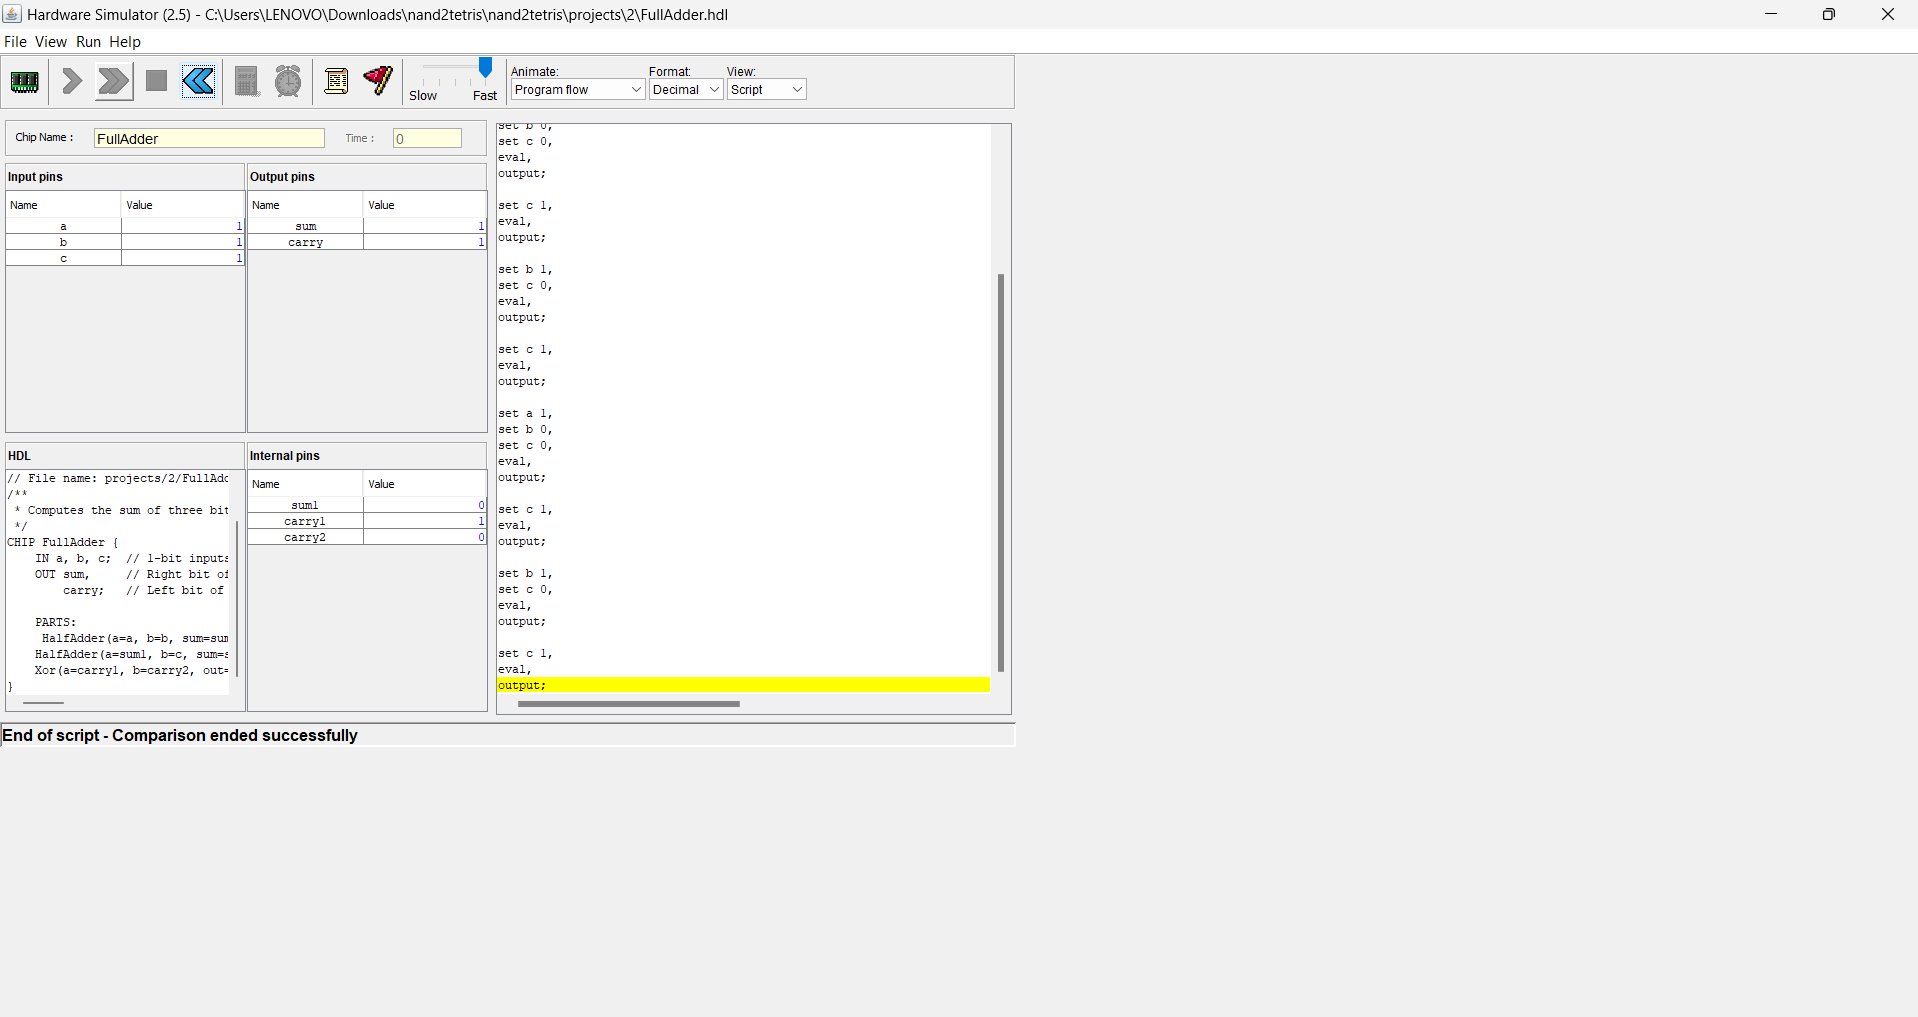 Hardware Simulator (2.5) - C:\Users\LENOVO\Downloads\nand2tetris\nand2tetris\projects\2\FullAdder.hdl
File View Run Help
Slow Fast
Animate: Format: View:
Program flow Decimal Script
Chip Name : FullAdder Time : 0
Input pins
Name Value
a 1
b 1
c 1
Output pins
Name Value
sum 1
carry 1
HDL
// File name: projects/2/FullAdd
/**
* Computes the sum of three bit
*/
CHIP FullAdder {
IN a, b, c; // 1-bit inputs
OUT sum, // Right bit of
carry; // Left bit of
PARTS:
HalfAdder(a=a, b=b, sum=sum
HalfAdder(a=sum1, b=c, sum=s
Xor(a=carry1, b=carry2, out=
}
Internal pins
Name Value
sum1 0
carry1 1
carry2 0
set b 0,
set c 0,
eval,
output;
set c 1,
eval,
output;
set b 1,
set c 0,
eval,
output;
set c 1,
eval,
output;
set a 1,
set b 0,
set c 0,
eval,
output;
set c 1,
eval,
output;
set b 1,
set c 0,
eval,
output;
set c 1,
eval,
output;
End of script - Comparison ended successfully